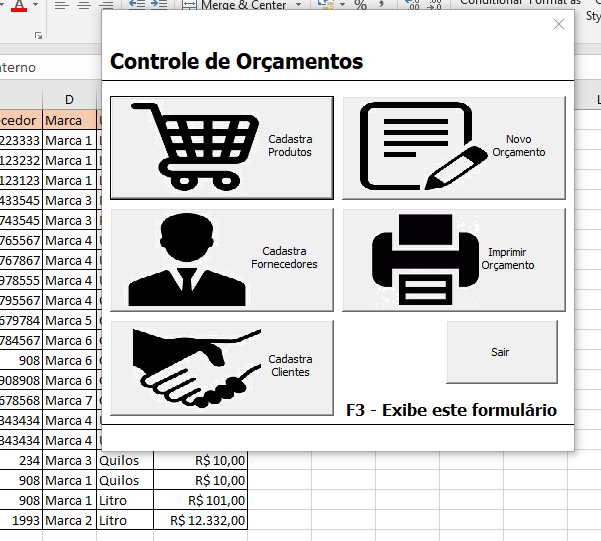 Merge & Center
Conditional Format as
Sty
terno
Controle de Orçamentos
Cadastra
Produtos
Novo
Orçamento
Cadastra
Fornecedores
Imprimir
Orçamento
Cadastra
Clientes
Sair
F3 - Exibe este formulário
D
L
cedor Marca
223333 Marca 1
123232 Marca 1
123123 Marca 1
433545 Marca 3
743545 Marca 3
765567 Marca 4
767867 Marca 4
978555 Marca 4
795567 Marca 4
679784 Marca 5
784567 Marca 6
908 Marca 6
908908 Marca 6
678568 Marca 7
343434 Marca 4
343434 Marca 4
234 Marca 3 Quilos R$ 10,00
908 Marca 1 Quilos R$ 10,00
908 Marca 1 Litro R$ 101,00
1993 Marca 2 Litro R$ 12.332,00